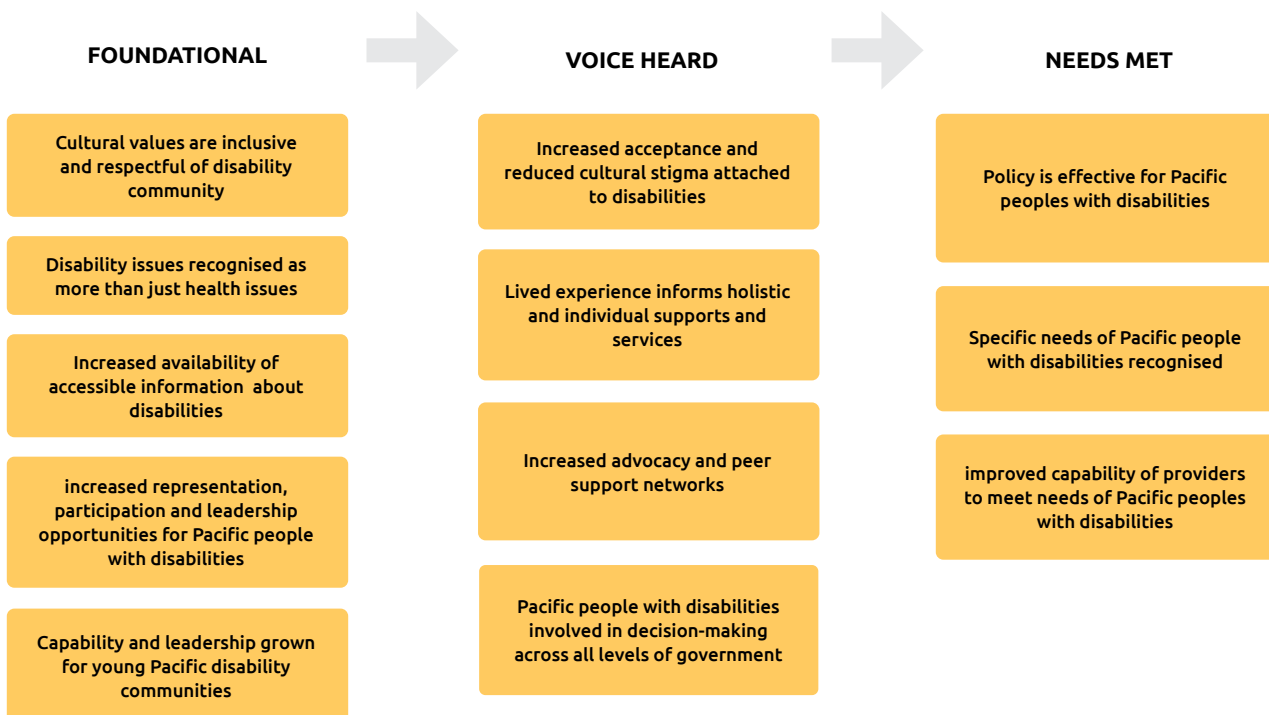 FOUNDATIONAL
Cultural values are inclusive
and respectful of disability
community
Disability issues recognised as
more than just health issues
Increased availability of
accessible information about
disabilities
increased representation,
participation and leadership
opportunities for Pacific people
with disabilities
Capability and leadership grown
for young Pacific disability
communities
VOICE HEARD
Increased acceptance and
reduced cultural stigma attached
to disabilities
Lived experience informs holistic
and individual supports and
services
Increased advocacy and peer
support networks
Pacific people with disabilities
involved in decision-making
across all levels of government
NEEDS MET
Policy is effective for Pacific
peoples with disabilities
Specific needs of Pacific people
with disabilities recognised
improved capability of providers
to meet needs of Pacific peoples
with disabilities